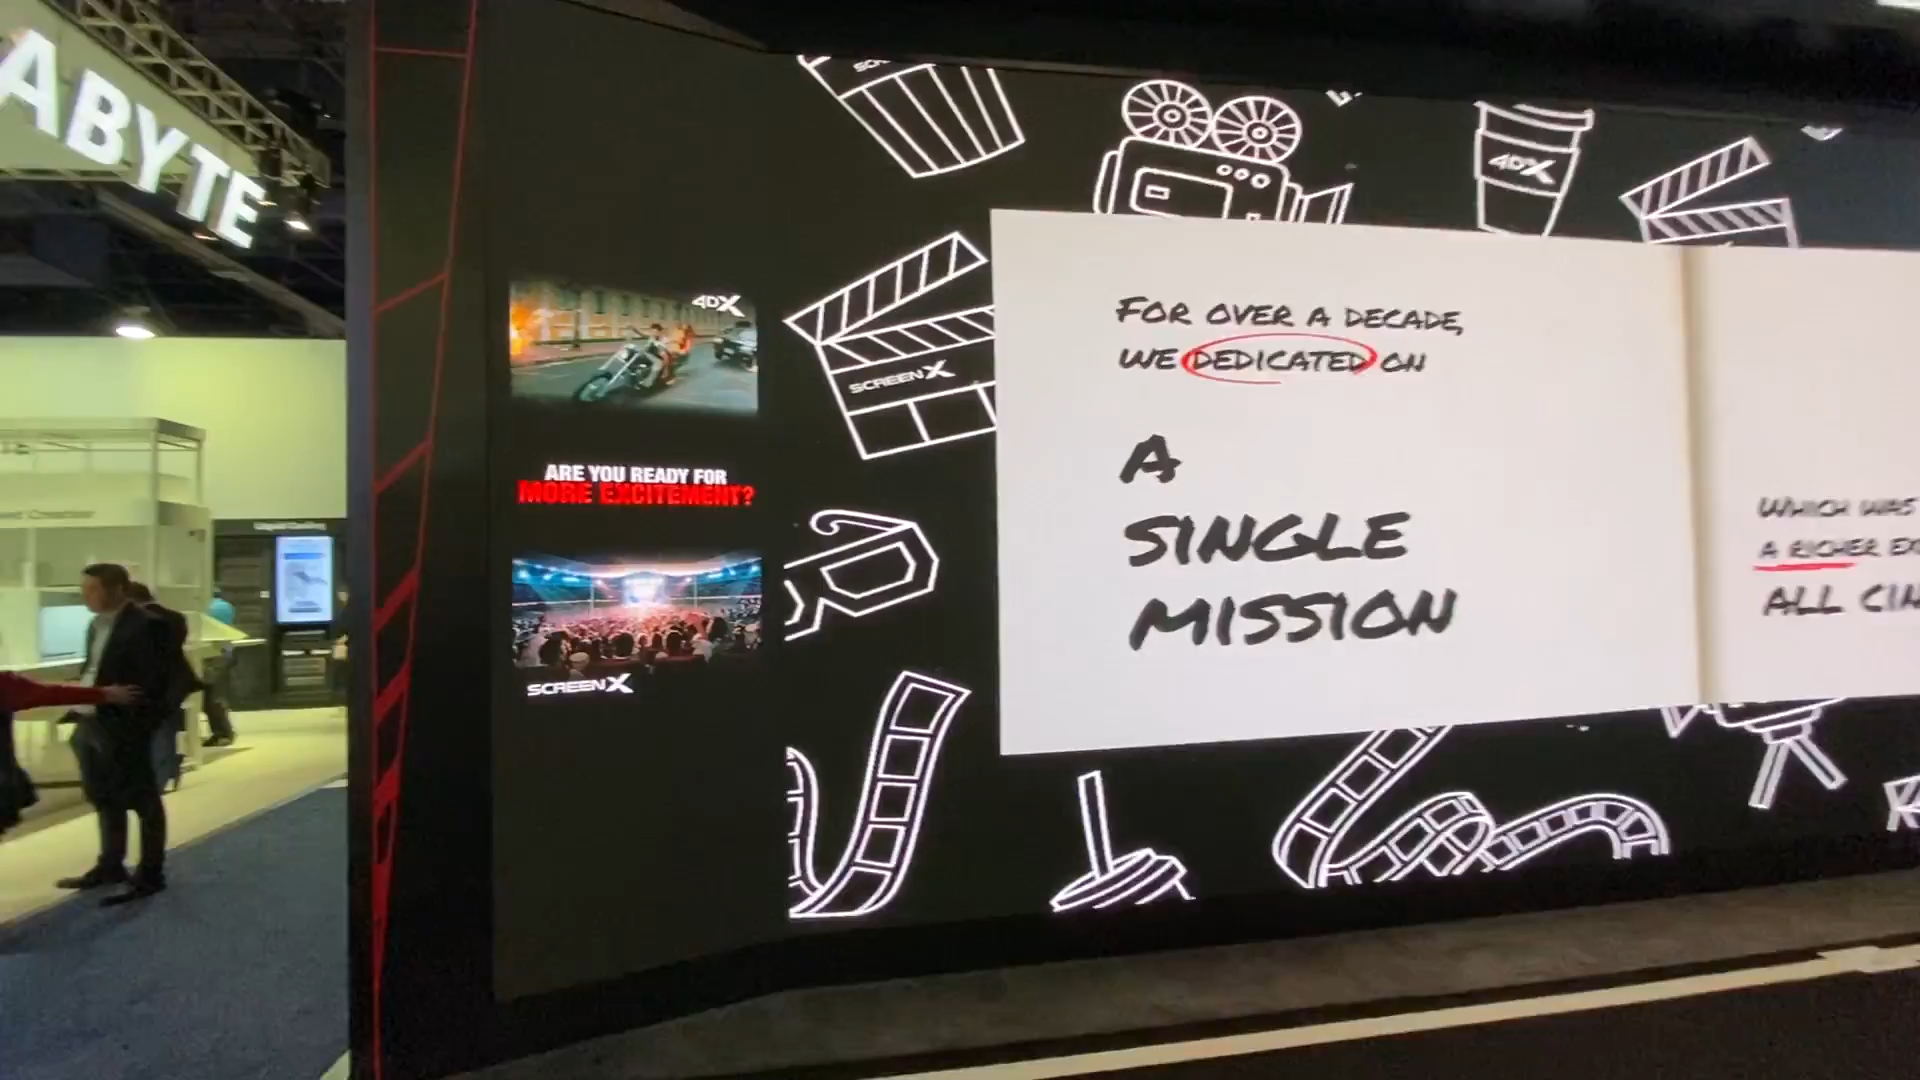 ABYTE
4DX
ARE YOU READY FOR
MORE EXCITEMENT?
SCREENX
SCREENX
4DX
FOR OVER A DECADE,
WE DEDICATED ON
A
SINGLE
MISSION
WHICH WAS
A RICHER
ALL